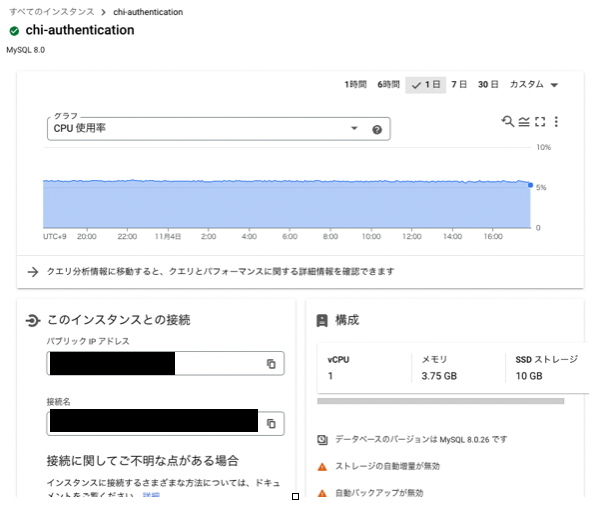 すべてのインスタンス > chi-authentication
chi-authentication
MySQL 8.0
1時間 6時間 1日 7日 30日 カスタム
グラフ
CPU 使用率
10%
5%
0
UTC+9 20:00 22:00 11月4日 2:00 4:00 6:00 8:00 10:00 12:00 14:00 16:00
クエリ分析情報に移動すると、クエリとパフォーマンスに関する詳細情報を確認できます
このインスタンスとの接続
パブリック IP アドレス
接続名
接続に関してご不明な点がある場合
インスタンスに接続するさまざまな方法については、ドキュ
メントをご覧ください。詳細
構成
vCPU メモリ SSD ストレージ
1 3.75 GB 10 GB
データベースのバージョンは MySQL 8.0.26 です
ストレージの自動増量が無効
自動バックアップが無効